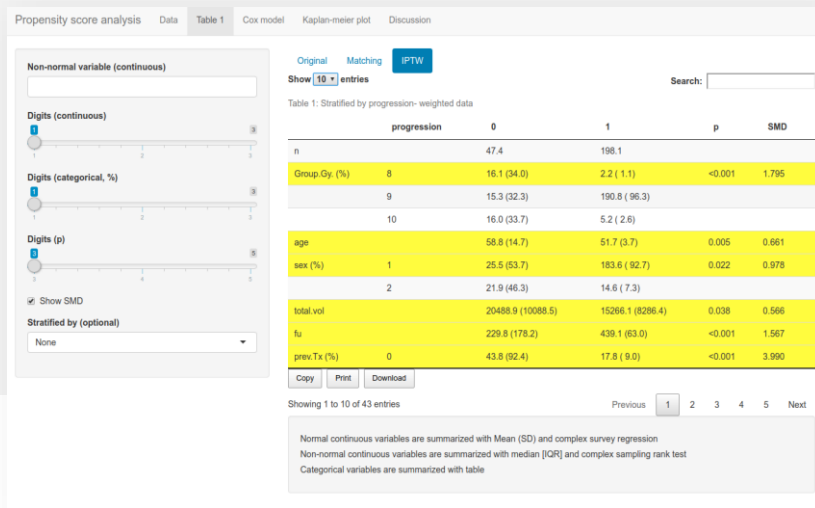 Propensity score analysis Data Table 1 Cox model Kaplan-meier plot Discussion
Non-normal variable (continuous)
Digits (continuous)
1 3
1 2 3
Digits (categorical, %)
1 3
1 2 3
Digits (p)
3 5
3 4 5
Show SMD
Stratified by (optional)
None
Original Matching IPTW
Show 10 entries Search:
Table 1: Stratified by progression- weighted data
progression 0 1 p SMD
n 47.4 198.1
Group.Gy. (%) 8 16.1 (34.0) 2.2 ( 1.1) <0.001 1.795
9 15.3 (32.3) 190.8 ( 96.3)
10 16.0 (33.7) 5.2 ( 2.6)
age 58.8 (14.7) 51.7 (3.7) 0.005 0.661
sex (%) 1 25.5 (53.7) 183.6 ( 92.7) 0.022 0.978
2 21.9 (46.3) 14.6 ( 7.3)
total.vol 20488.9 (10088.5) 15266.1 (8286.4) 0.038 0.566
fu 229.8 (178.2) 439.1 (63.0) <0.001 1.567
prev.Tx (%) 0 43.8 (92.4) 17.8 ( 9.0) <0.001 3.990
Copy Print Download
Showing 1 to 10 of 43 entries Previous 1 2 3 4 5 Next
Normal continuous variables are summarized with Mean (SD) and complex survey regression
Non-normal continuous variables are summarized with median [IQR] and complex sampling rank test
Categorical variables are summarized with table